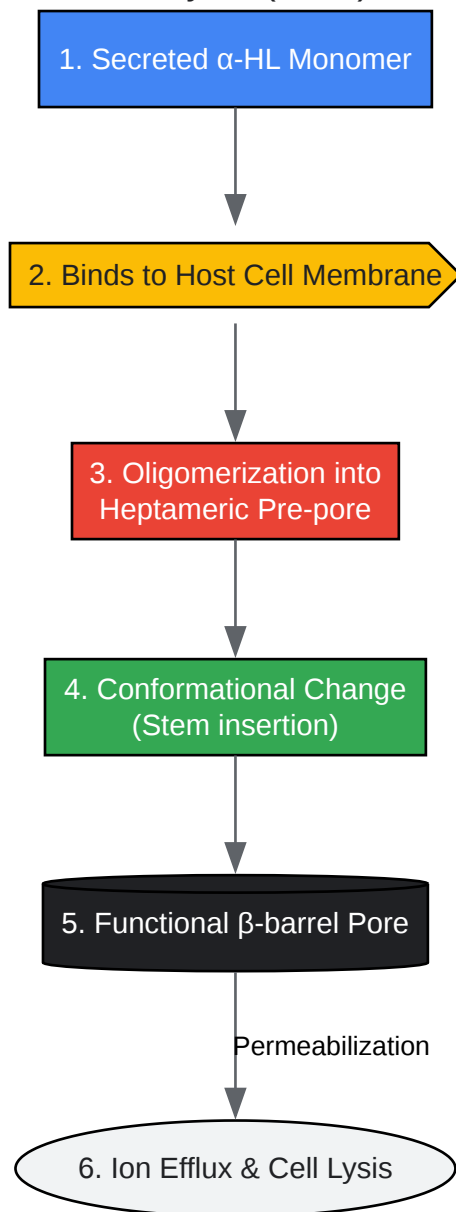 1. Secreted α-HL Monomer
2. Binds to Host Cell Membrane
3. Oligomerization into
Heptameric Pre-pore
4. Conformational Change
(Stem insertion)
5. Functional β-barrel Pore
Permeabilization
6. Ion Efflux & Cell Lysis